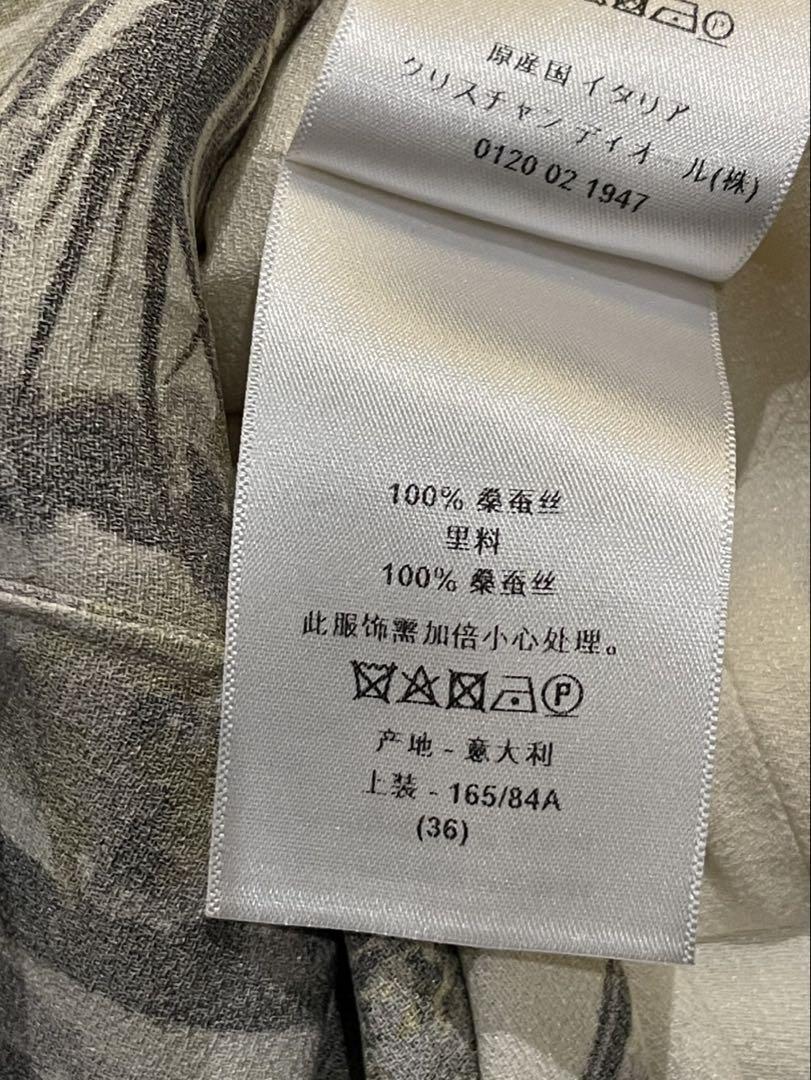 原産国 イタリア
クリスチャン ディオール(株)
0120 02 1947
100% 桑蚕丝
里料
100% 桑蚕丝
此服饰需加倍小心处理。
P
产地 - 意大利
上装 - 165/84A
(36)